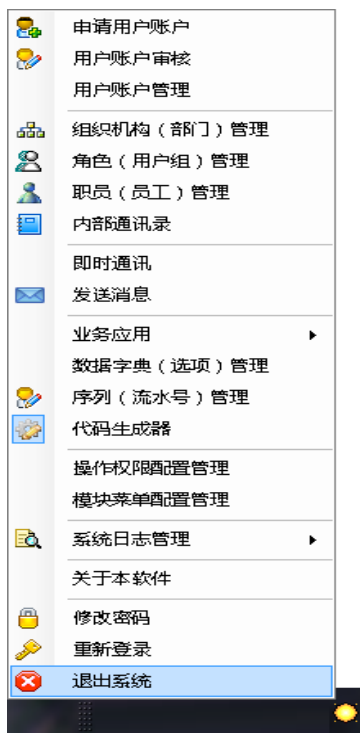 申请用户账户
用户账户审核
用户账户管理
组织机构（部门）管理
角色（用户组）管理
职员（员工）管理
内部通讯录
即时通讯
发送消息
业务应用
数据字典（选项）管理
序列（流水号）管理
代码生成器
操作权限配置管理
模块菜单配置管理
系统日志管理
关于本软件
修改密码
重新登录
退出系统